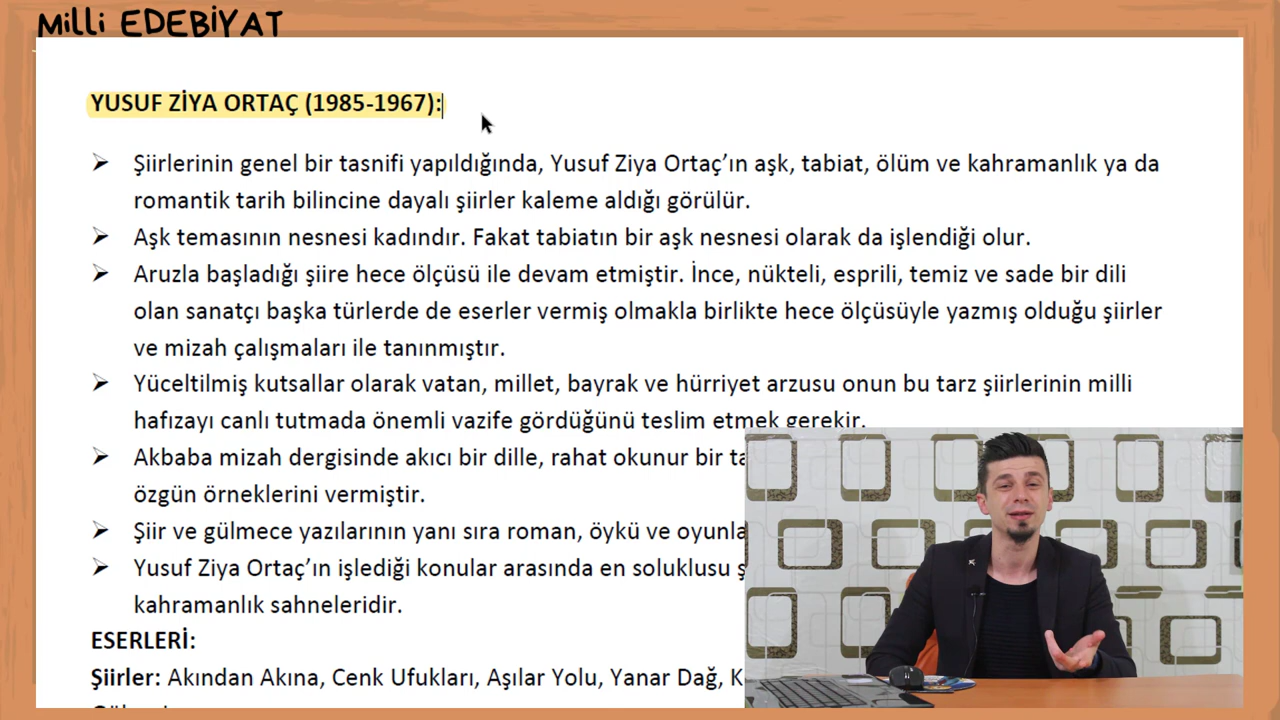 Milli EDEBİYAT
YUSUF ZİYA ORTAÇ (1985-1967):
➢ Şiirlerinin genel bir tasnifi yapıldığında, Yusuf Ziya Ortaç’ın aşk, tabiat, ölüm ve kahramanlık ya da
romantik tarih bilincine dayalı şiirler kaleme aldığı görülür.
➢ Aşk temasının nesnesi kadındır. Fakat tabiatın bir aşk nesnesi olarak da işlendiği olur.
➢ Aruzla başladığı şiire hece ölçüsü ile devam etmiştir. İnce, nükteli, esprili, temiz ve sade bir dili
olan sanatçı başka türlerde de eserler vermiş olmakla birlikte hece ölçüsüyle yazmış olduğu şiirler
ve mizah çalışmaları ile tanınmıştır.
➢ Yüceltilmiş kutsallar olarak vatan, millet, bayrak ve hürriyet arzusu onun bu tarz şiirlerinin milli
hafızayı canlı tutmada önemli vazife gördüğünü teslim etmek gerekir.
➢ Akbaba mizah dergisinde akıcı bir dille, rahat okunur bir
özgün örneklerini vermiştir.
➢ Şiir ve gülmece yazılarının yanı sıra roman, öykü ve
➢ Yusuf Ziya Ortaç’ın işlediği konular arasında en soluklusu
kahramanlık sahneleridir.
ESERLERİ:
Şiirler: Akından Akına, Cenk Ufukları, Aşılar Yolu, Yanar Dağ,